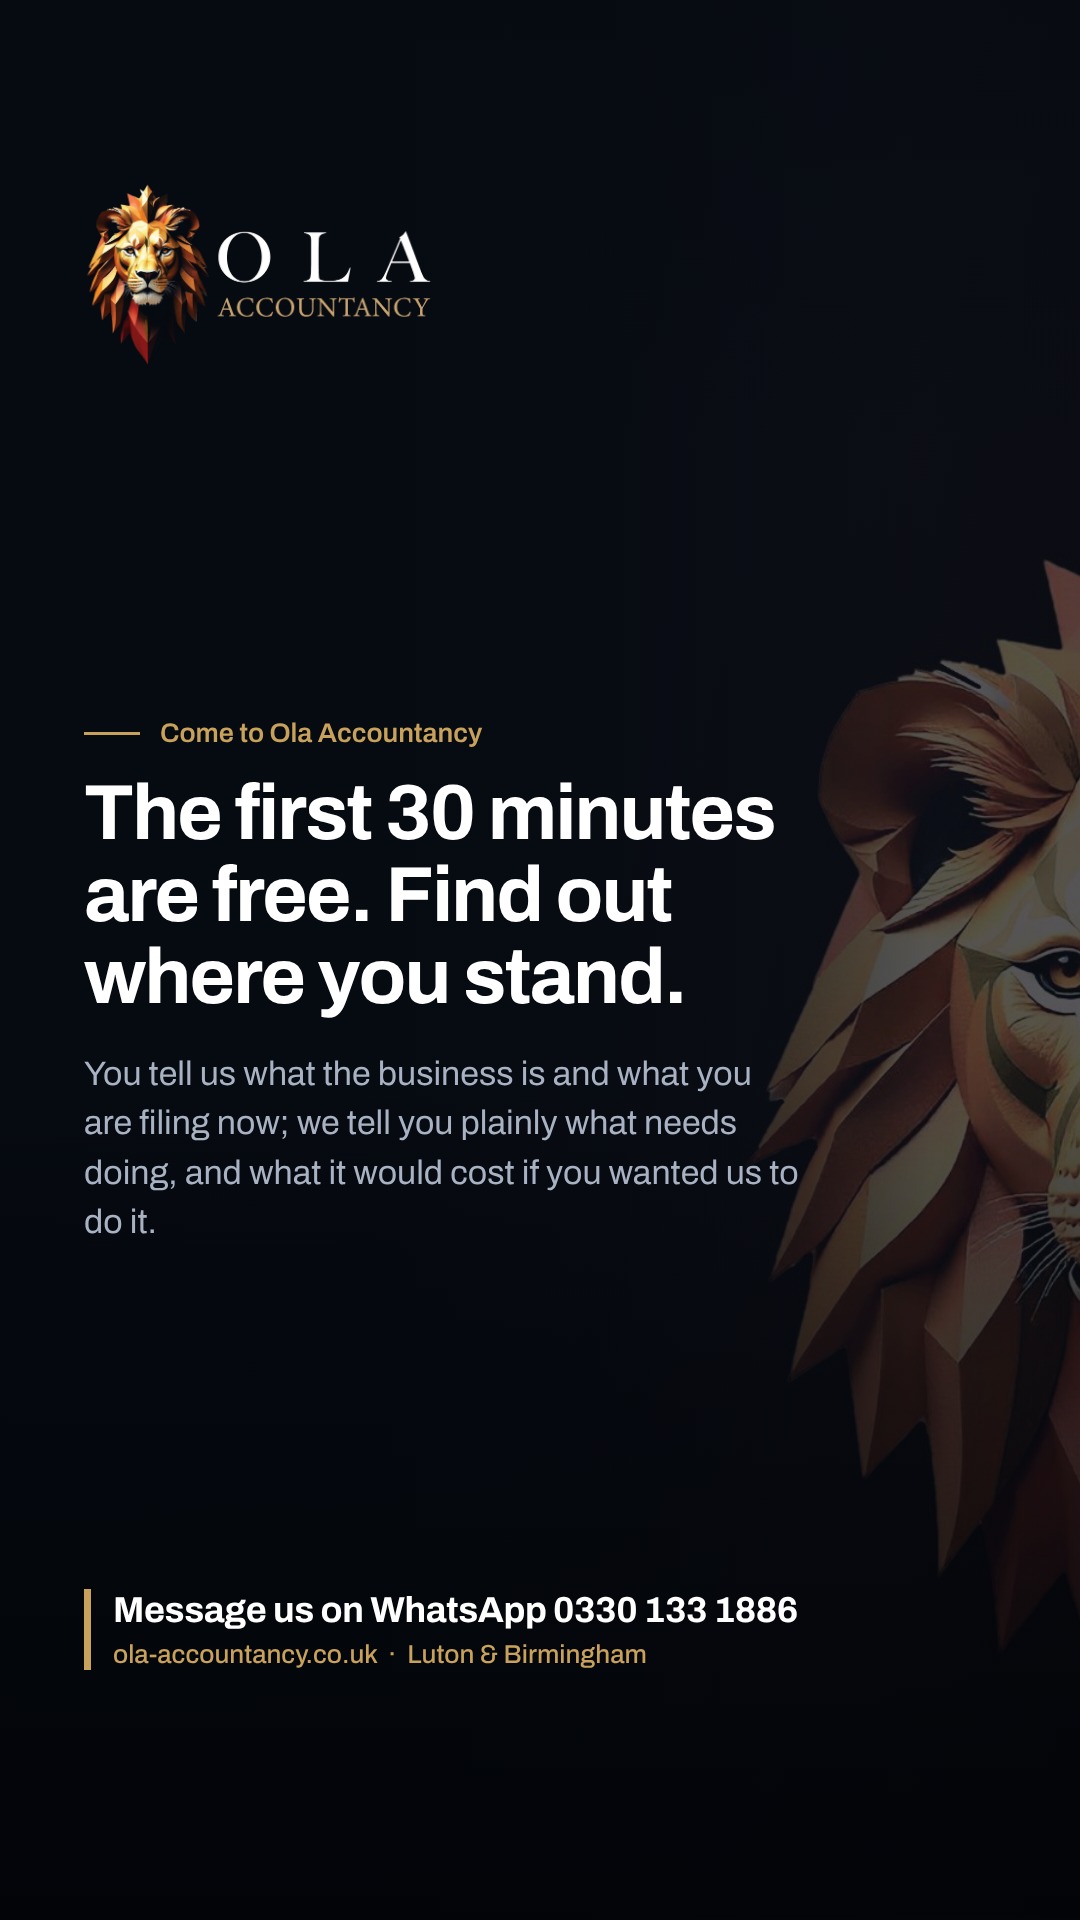 OLA
ACCOUNTANCY
Come to Ola Accountancy
The first 30 minutes
are free. Find out
where you stand.
You tell us what the business is and what you
are filing now; we tell you plainly what needs
doing, and what it would cost if you wanted us to
do it.
Message us on WhatsApp 0330 133 1886
ola-accountancy.co.uk · Luton & Birmingham